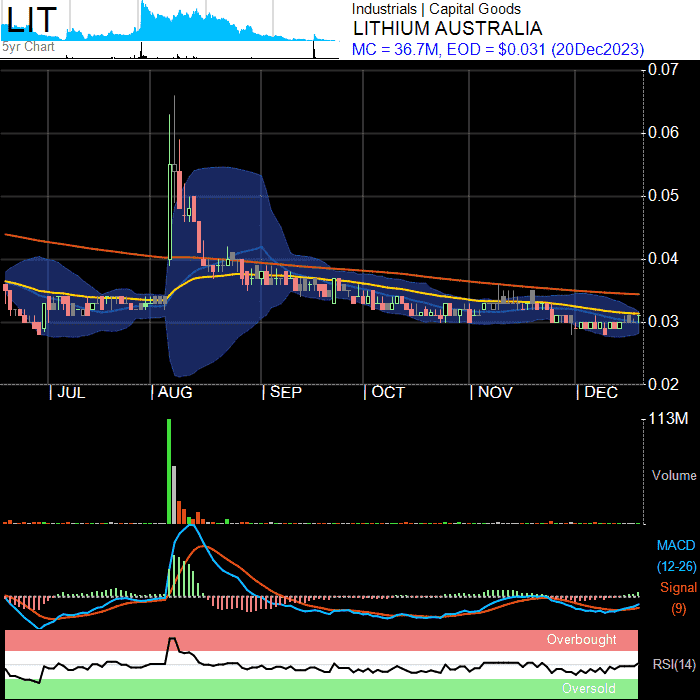 LIT
5yr Chart
Industrials | Capital Goods
LITHIUM AUSTRALIA
MC = 36.7M, EOD = $0.031 (20Dec2023)
0.07
0.06
0.05
0.04
0.03
0.02
JUL
AUG
SEP
OCT
NOV
DEC
113M
Volume
MACD
(12-26)
Signal
(9)
Overbought
RSI(14)
Oversold